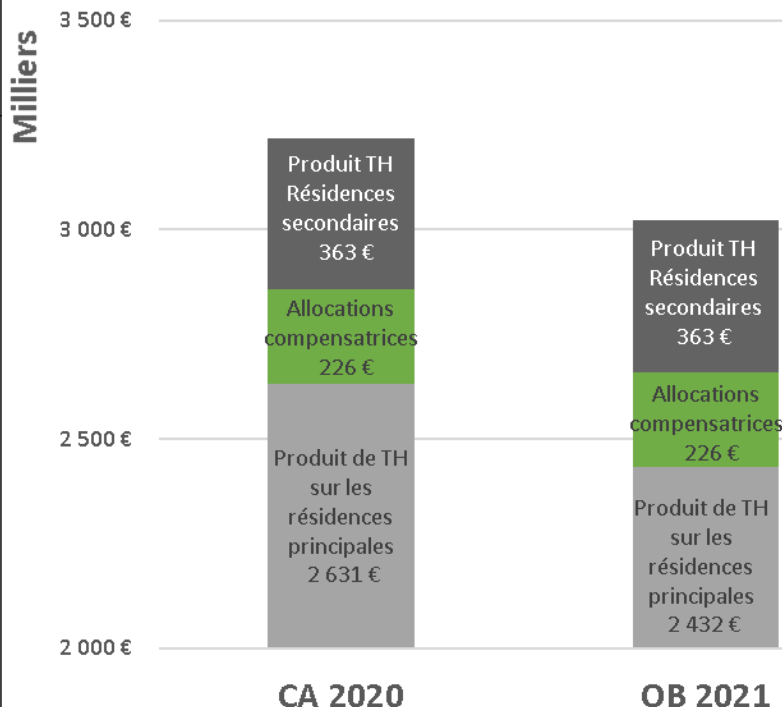 Milliers
3 500 €
3 000 €
2 500 €
2 000 €
Produit TH
Résidences
secondaires
363 €
Allocations
compensatrices
226 €
Produit de TH
sur les
résidences
principales
2 631 €
CA 2020
Produit TH
Résidences
secondaires
363 €
Allocations
compensatrices
226 €
Produit de TH
sur les
résidences
principales
2 432 €
OB 2021